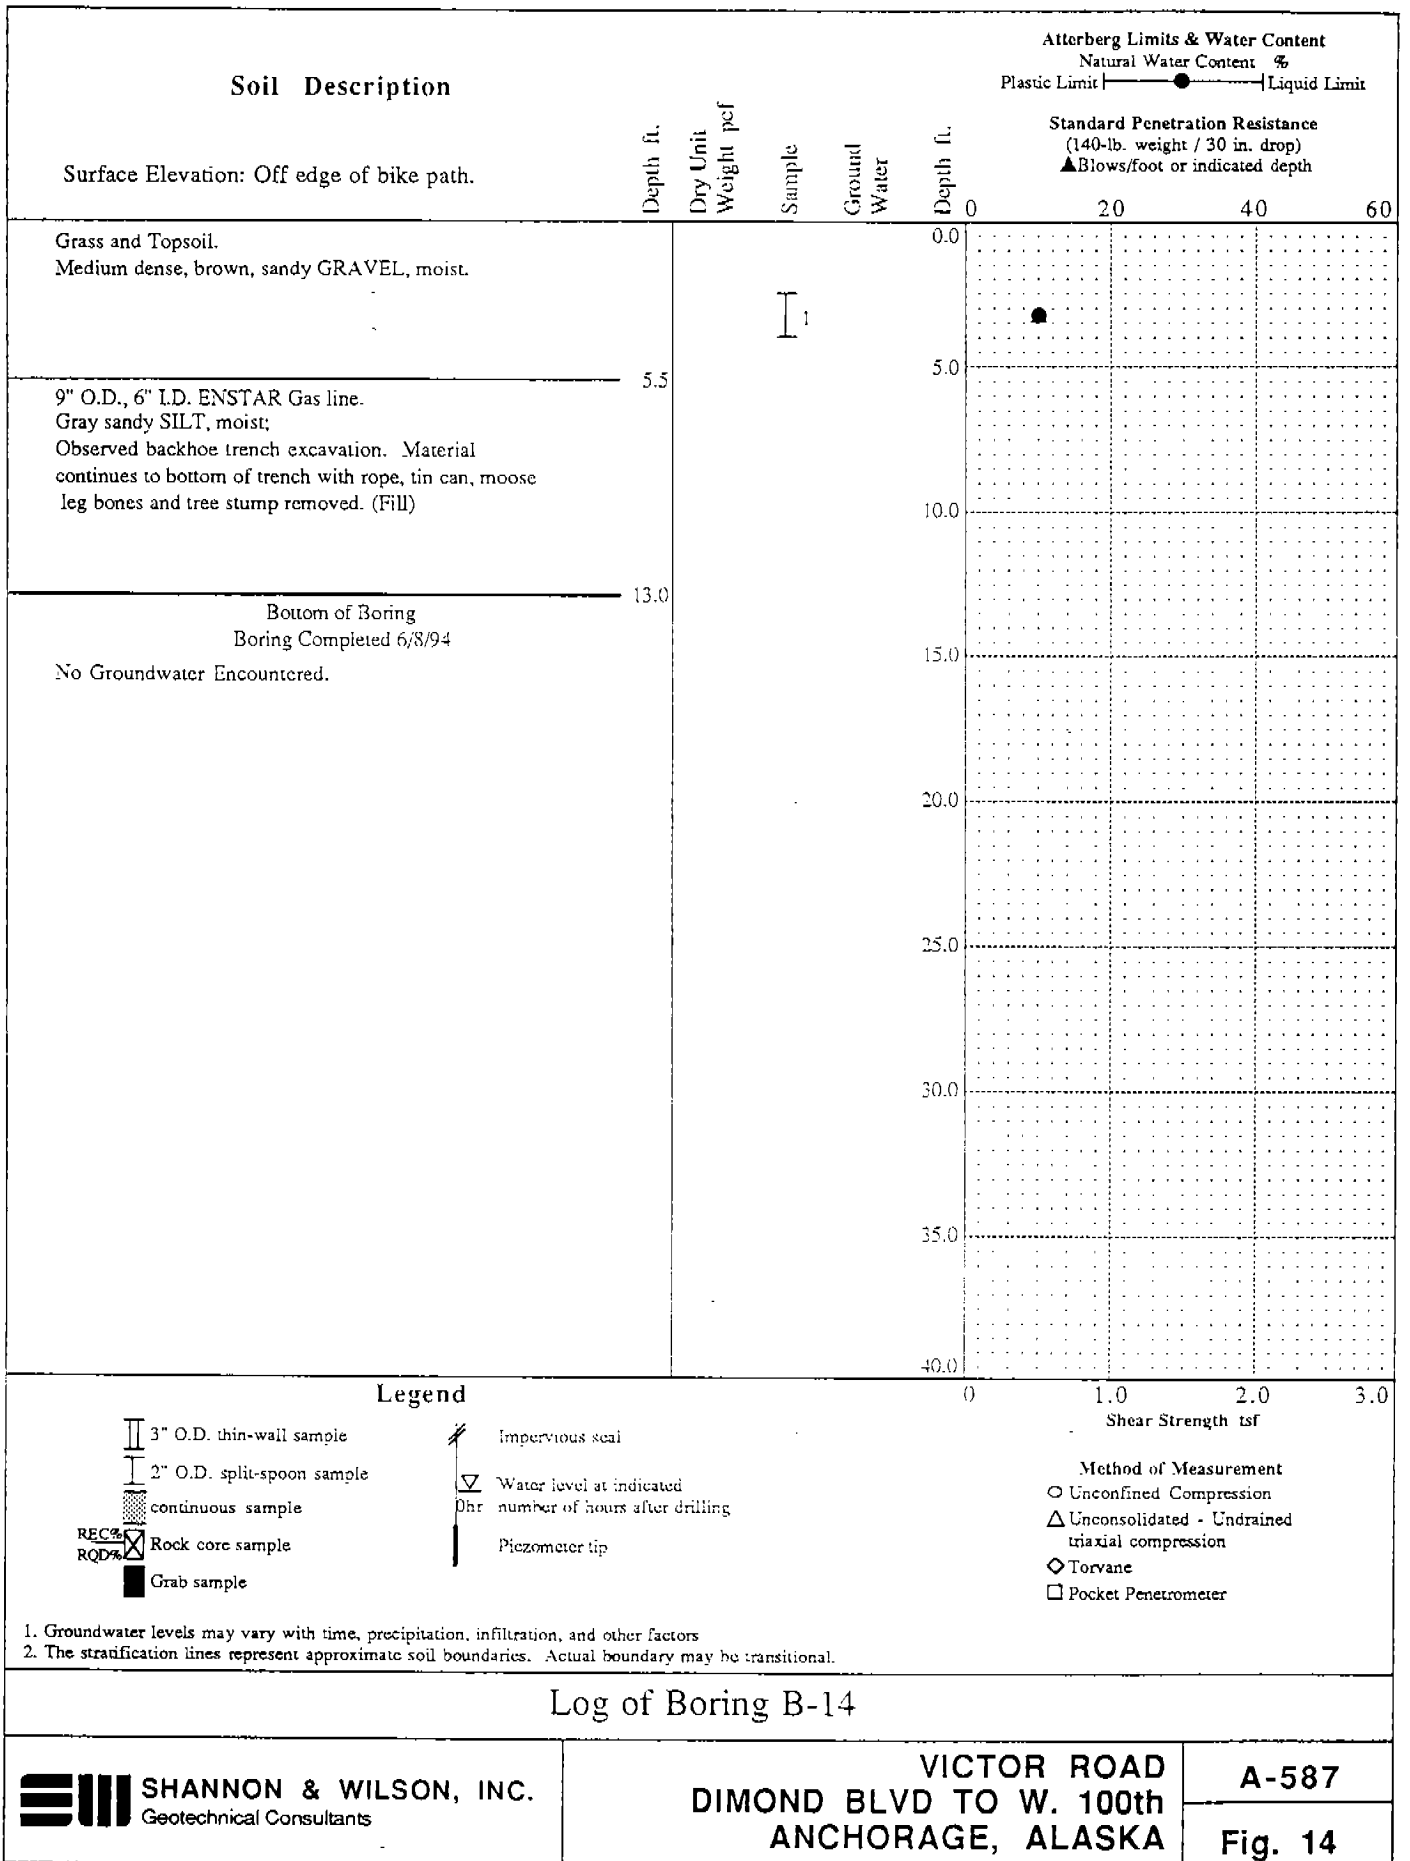 Soil Description
Surface Elevation: Off edge of bike path.
Depth ft.
Dry Unit
Weight pcf
Sample
Ground
Water
Depth ft.
Atterberg Limits & Water Content
Natural Water Content %
Plastic Limit Liquid Limit
Standard Penetration Resistance
(140-lb. weight / 30 in. drop)
▲Blows/foot or indicated depth
0 20 40 60
Grass and Topsoil.
Medium dense, brown, sandy GRAVEL, moist.
1
5.5
9" O.D., 6" I.D. ENSTAR Gas line.
Gray sandy SILT, moist;
Observed backhoe trench excavation. Material
continues to bottom of trench with rope, tin can, moose
leg bones and tree stump removed. (Fill)
13.0
Bottom of Boring
Boring Completed 6/8/94
No Groundwater Encountered.
0.0
5.0
10.0
15.0
20.0
25.0
30.0
35.0
40.0
0 1.0 2.0 3.0
Shear Strength tsf
Legend
3" O.D. thin-wall sample
2" O.D. split-spoon sample
continuous sample
REC%
RQD%
Rock core sample
Grab sample
Impervious seal
Water level at indicated
0hr number of hours after drilling
Piezometer tip
Method of Measurement
Unconfined Compression
Unconsolidated - Undrained
triaxial compression
Torvane
Pocket Penetrometer
1. Groundwater levels may vary with time, precipitation, infiltration, and other factors
2. The stratification lines represent approximate soil boundaries. Actual boundary may be transitional.
Log of Boring B-14
SHANNON & WILSON, INC.
Geotechnical Consultants
VICTOR ROAD
DIMOND BLVD TO W. 100th
ANCHORAGE, ALASKA
A-587
Fig. 14